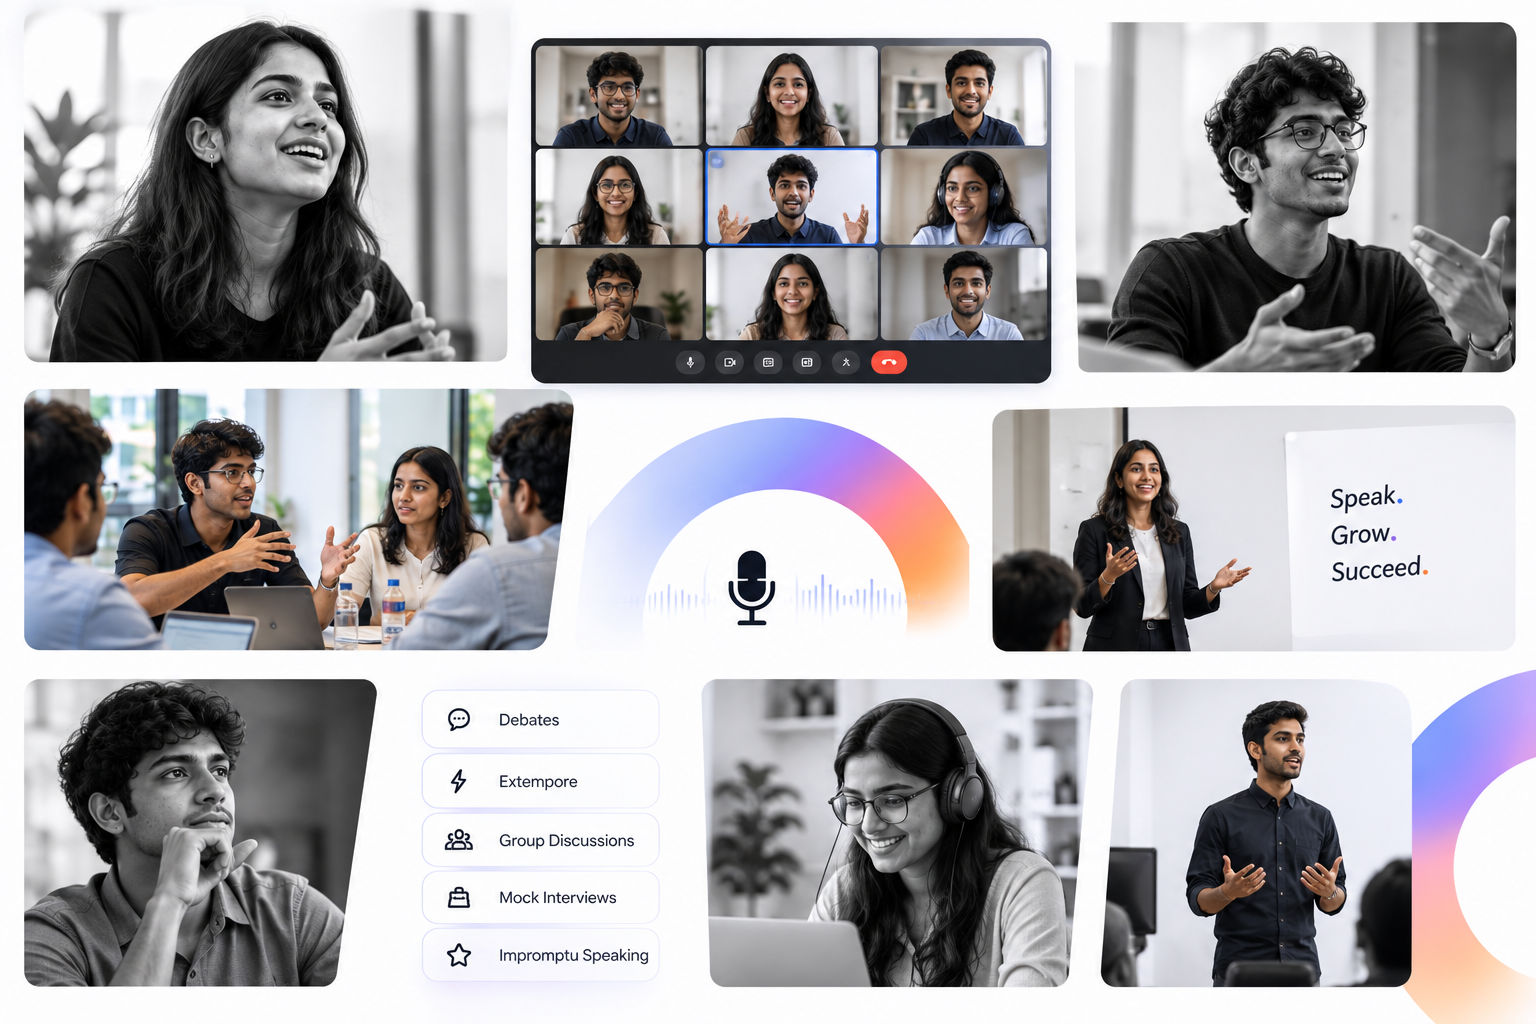 Speak.
Grow.
Succeed.
Debates
Extempore
Group Discussions
Mock Interviews
Impromptu Speaking